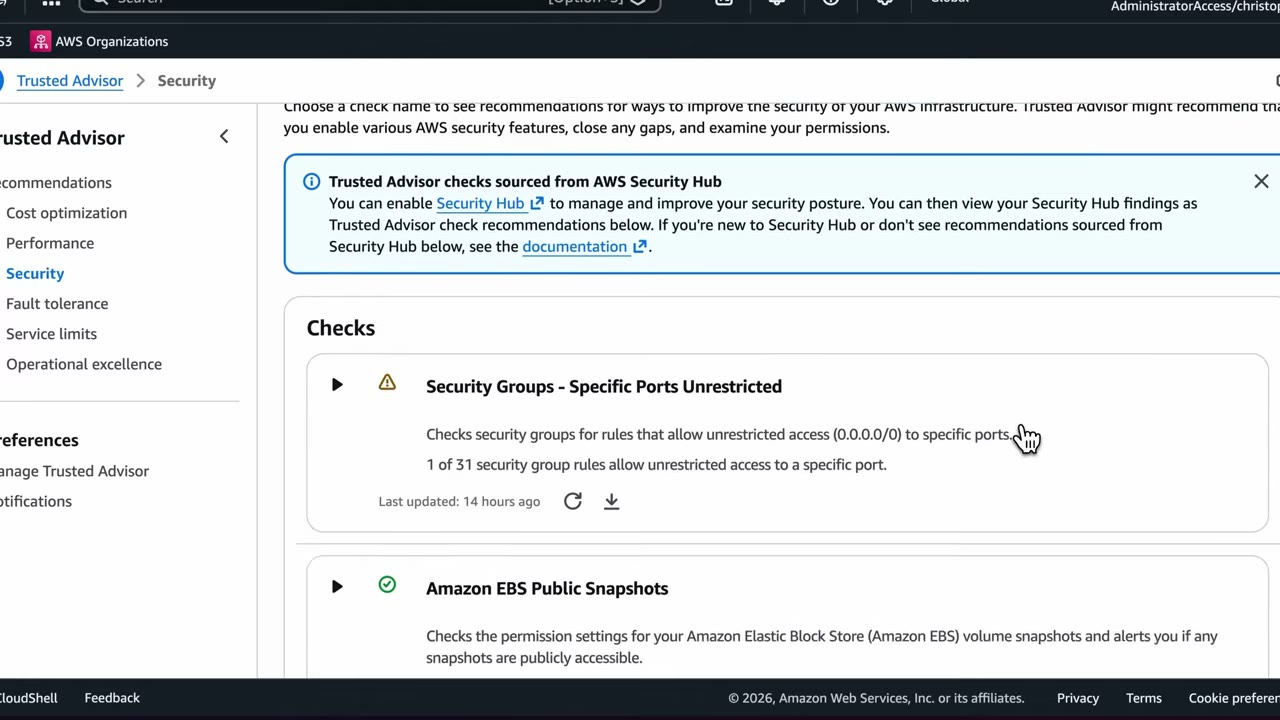 Search [Option+S] Global AdministratorAccess/christop
S3 AWS Organizations
Trusted Advisor Security
Choose a check name to see recommendations for ways to improve the security of your AWS infrastructure. Trusted Advisor might recommend tha
you enable various AWS security features, close any gaps, and examine your permissions.
rusted Advisor
ecommendations
Cost optimization
Performance
Security
Fault tolerance
Service limits
Operational excellence
references
anage Trusted Advisor
otifications
Trusted Advisor checks sourced from AWS Security Hub
You can enable Security Hub to manage and improve your security posture. You can then view your Security Hub findings as
Trusted Advisor check recommendations below. If you're new to Security Hub or don't see recommendations sourced from
Security Hub below, see the documentation.
Checks
Security Groups - Specific Ports Unrestricted
Checks security groups for rules that allow unrestricted access (0.0.0.0/0) to specific ports.
1 of 31 security group rules allow unrestricted access to a specific port.
Last updated: 14 hours ago
Amazon EBS Public Snapshots
Checks the permission settings for your Amazon Elastic Block Store (Amazon EBS) volume snapshots and alerts you if any
snapshots are publicly accessible.
CloudShell Feedback © 2026, Amazon Web Services, Inc. or its affiliates. Privacy Terms Cookie preferen